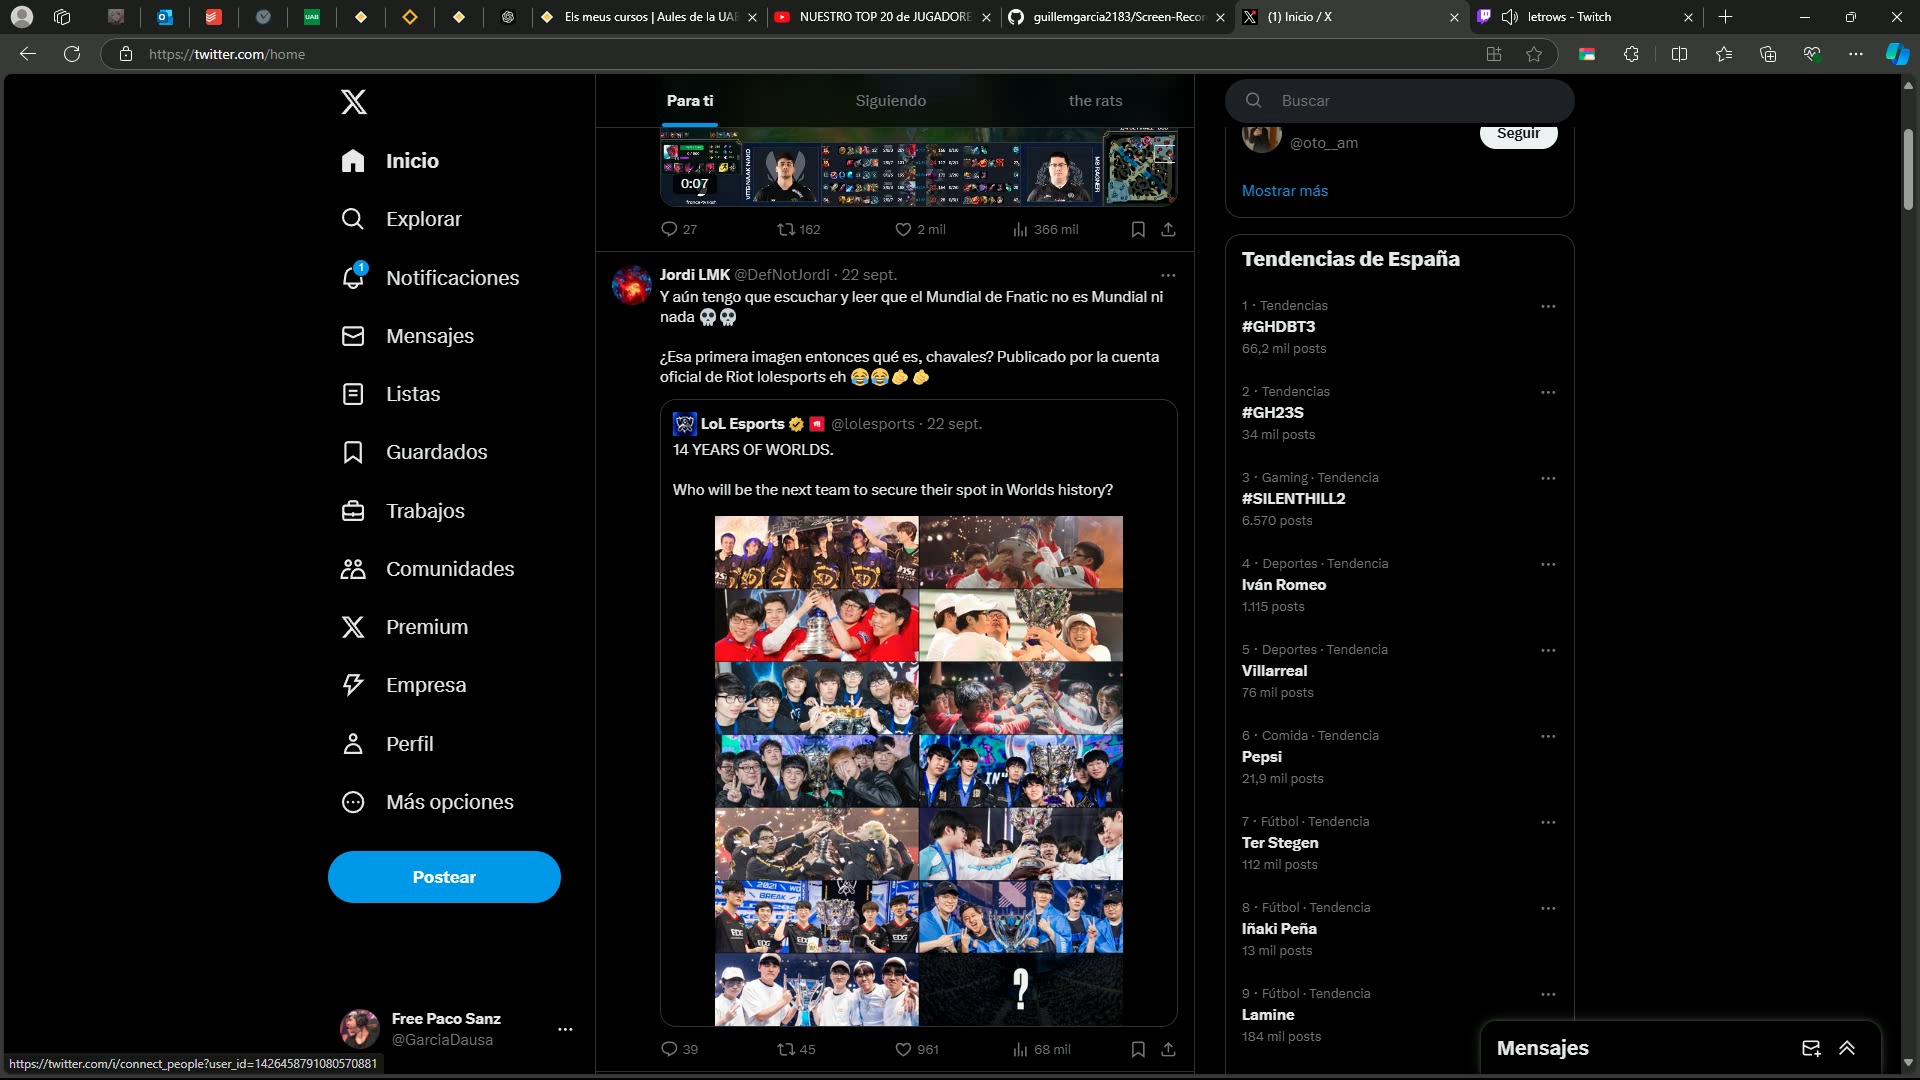 Els meus cursos | Aules de la UA
NUESTRO TOP 20 de JUGADORE
guillemgarcia2183/Screen-Recor
(1) Inicio / X
letrows - Twitch
https://twitter.com/home
Inicio
Explorar
1
Notificaciones
Mensajes
Listas
Guardados
Trabajos
Comunidades
Premium
Empresa
Perfil
Más opciones
Postear
Free Paco Sanz
@GarciaDausa
https://twitter.com/i/connect_people?user_id=1426458791080570881
Para ti
Siguiendo
the rats
0:07
27
162
2 mil
366 mil
Jordi LMK @DefNotJordi · 22 sept.
Y aún tengo que escuchar y leer que el Mundial de Fnatic no es Mundial ni
nada 💀💀
¿Esa primera imagen entonces qué es, chavales? Publicado por la cuenta
oficial de Riot lolesports eh 😂😂🫵🫵
LoL Esports @lolesports · 22 sept.
14 YEARS OF WORLDS.
Who will be the next team to secure their spot in Worlds history?
2021
BREAK
EDG
EDG
EDG
?
39
45
961
68 mil
Buscar
@oto__am
Seguir
Mostrar más
Tendencias de España
1 · Tendencias
#GHDBT3
66,2 mil posts
2 · Tendencias
#GH23S
34 mil posts
3 · Gaming · Tendencia
#SILENTHILL2
6.570 posts
4 · Deportes · Tendencia
Iván Romeo
1.115 posts
5 · Deportes · Tendencia
Villarreal
76 mil posts
6 · Comida · Tendencia
Pepsi
21,9 mil posts
7 · Fútbol · Tendencia
Ter Stegen
112 mil posts
8 · Fútbol · Tendencia
Iñaki Peña
13 mil posts
9 · Fútbol · Tendencia
Lamine
184 mil posts
Mensajes